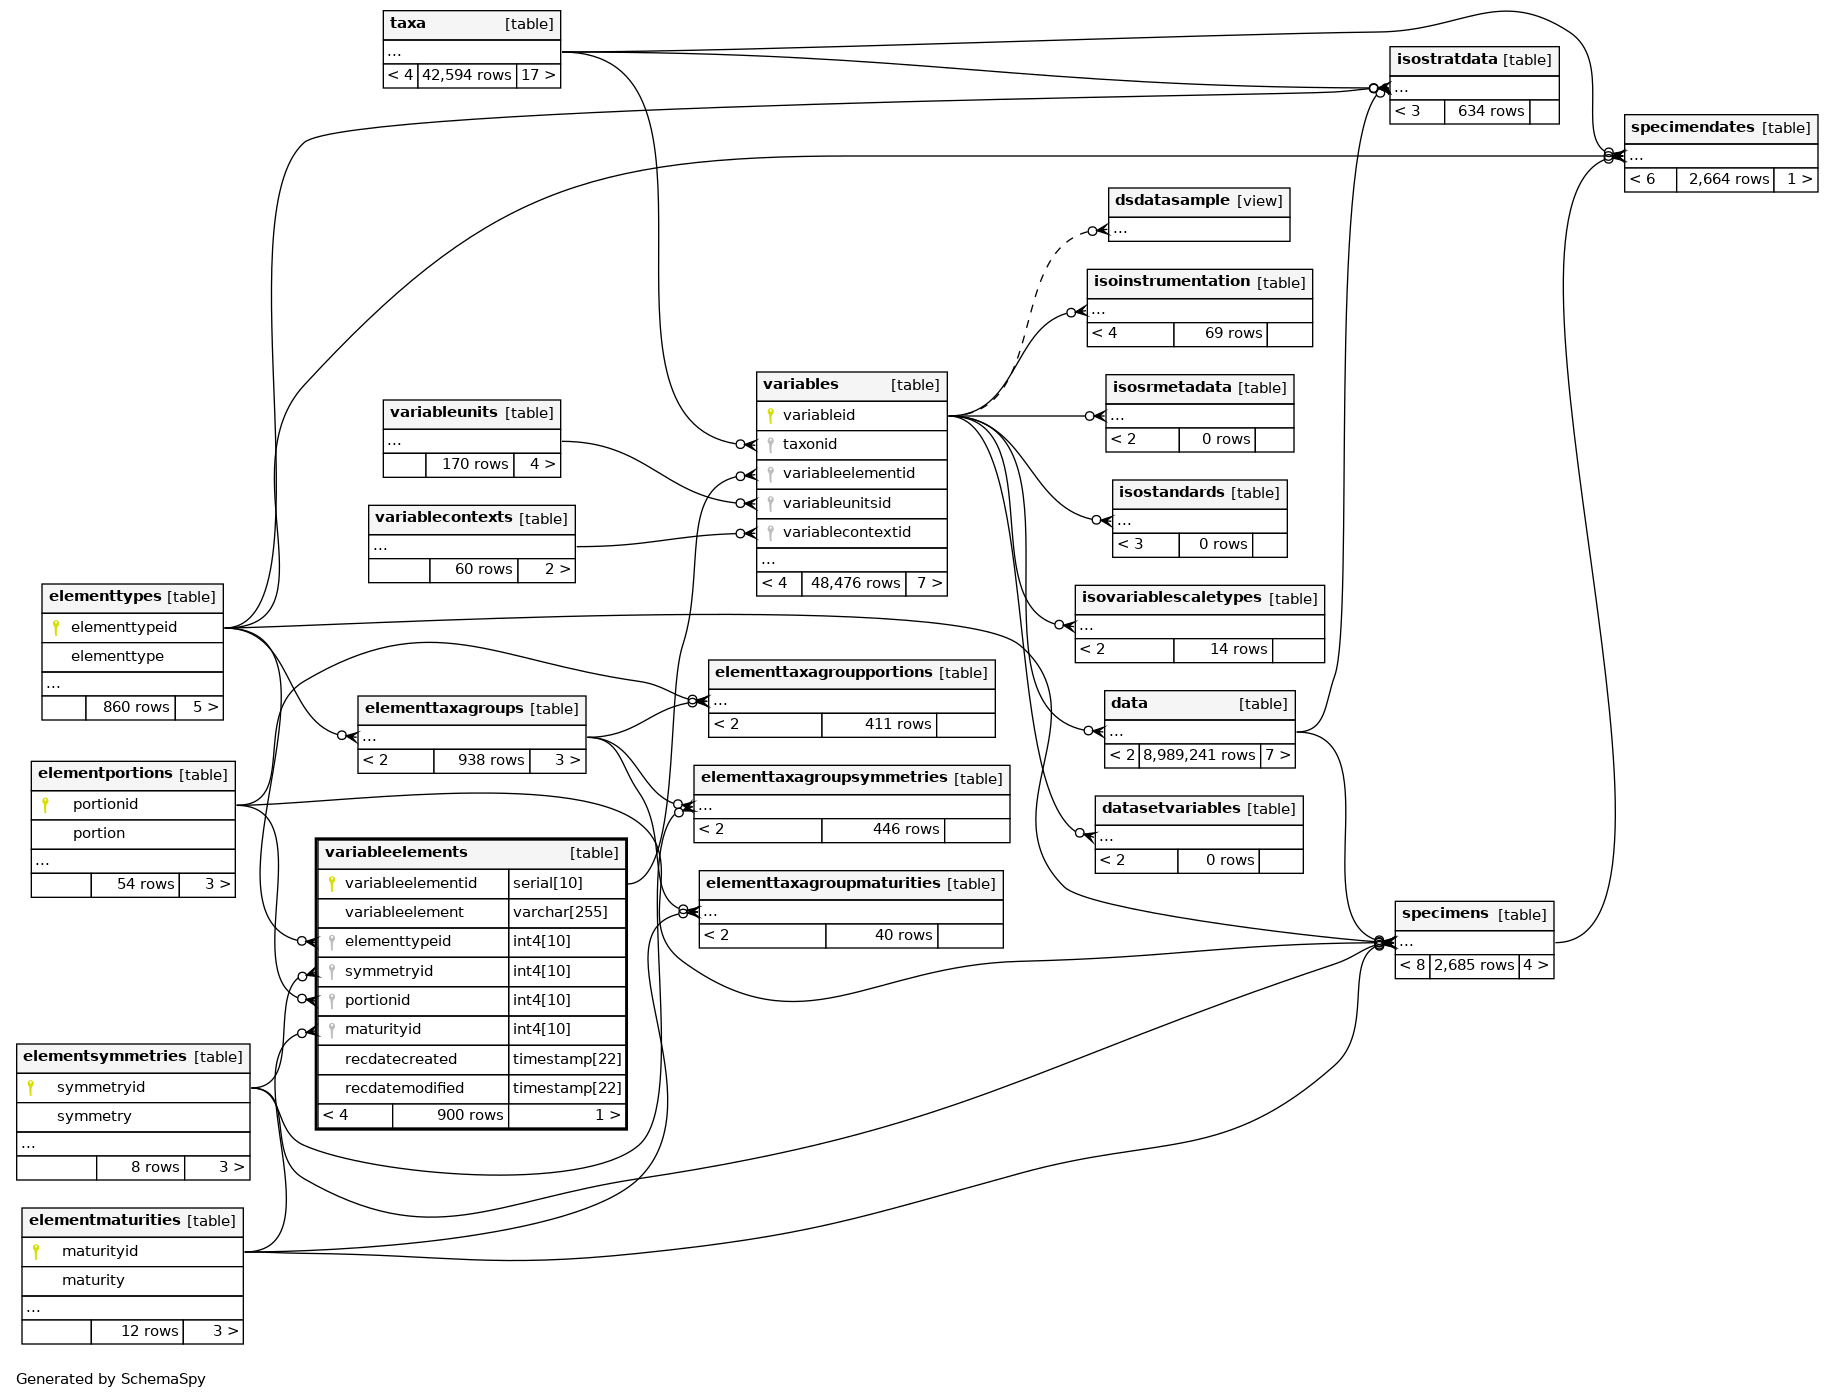 taxa [table]
...
< 4 42,594 rows 17 >
isostratdata [table]
...
< 3 634 rows
specimendates [table]
...
< 6 2,664 rows 1 >
dsdatasample [view]
...
isoinstrumentation [table]
...
< 4 69 rows
isosrmetadata [table]
...
< 2 0 rows
variables [table]
variableid
taxonid
variableelementid
variableunitsid
variablecontextid
...
< 4 48,476 rows 7 >
variableunits [table]
...
170 rows 4 >
variablecontexts [table]
...
60 rows 2 >
isostandards [table]
...
< 3 0 rows
isovariablescaletypes [table]
...
< 2 14 rows
elementtypes [table]
elementtypeid
elementtype
...
860 rows 5 >
elementtaxagroups [table]
...
< 2 938 rows 3 >
elementtaxagroupportions [table]
...
< 2 411 rows
data [table]
...
< 2 8,989,241 rows 7 >
elementportions [table]
portionid
portion
...
54 rows 3 >
elementtaxagroupsymmetries [table]
...
< 2 446 rows
datasetvariables [table]
...
< 2 0 rows
variableelements [table]
variableelementid serial[10]
variableelement varchar[255]
elementtypeid int4[10]
symmetryid int4[10]
portionid int4[10]
maturityid int4[10]
recdatecreated timestamp[22]
recdatemodified timestamp[22]
< 4 900 rows 1 >
elementtaxagroupmaturities [table]
...
< 2 40 rows
specimens [table]
...
< 8 2,685 rows 4 >
elementsymmetries [table]
symmetryid
symmetry
...
8 rows 3 >
elementmaturities [table]
maturityid
maturity
...
12 rows 3 >
Generated by SchemaSpy